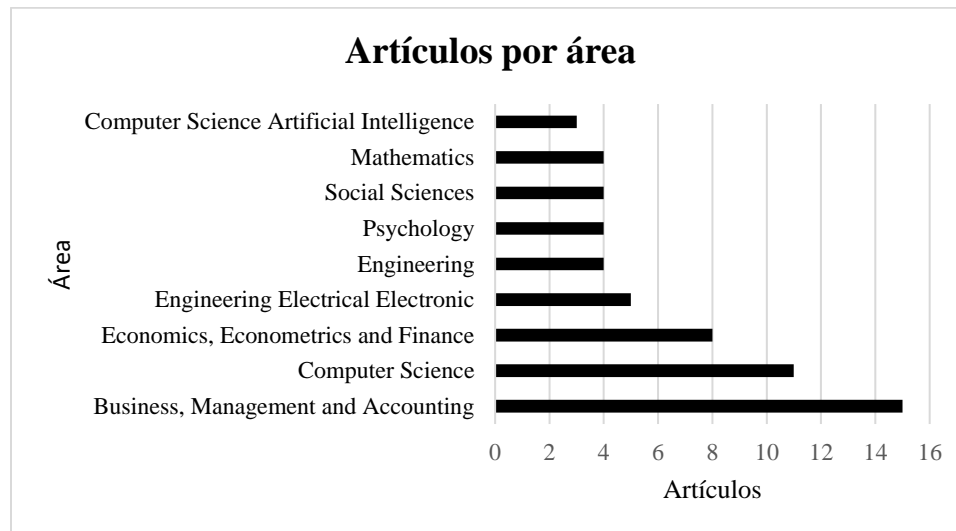 Artículos por área
Computer Science Artificial Intelligence
Mathematics
Social Sciences
Psychology
Engineering
Engineering Electrical Electronic
Economics, Econometrics and Finance
Computer Science
Business, Management and Accounting
Área
0 2 4 6 8 10 12 14 16
Artículos